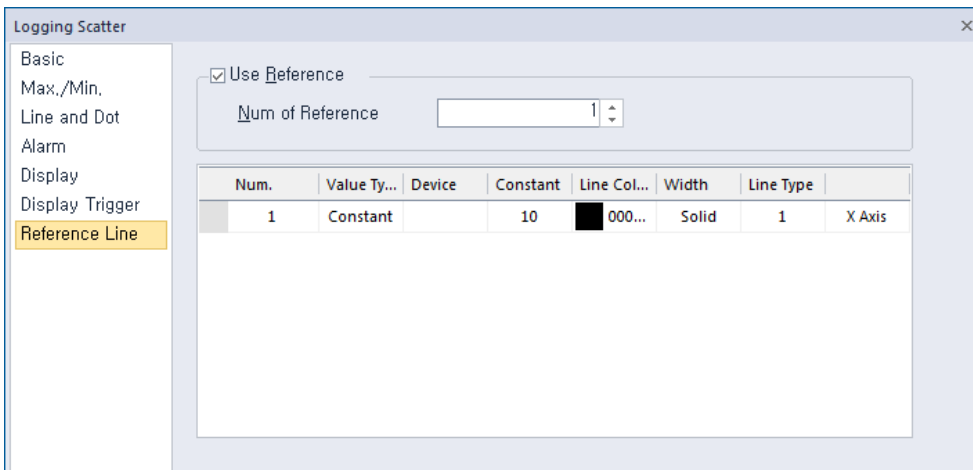 Logging Scatter
Basic
Max./Min.
Line and Dot
Alarm
Display
Display Trigger
Reference Line
Use Reference
Num of Reference 1
Num. Value Ty... Device Constant Line Col... Width Line Type
1 Constant 10 000... Solid 1 X Axis